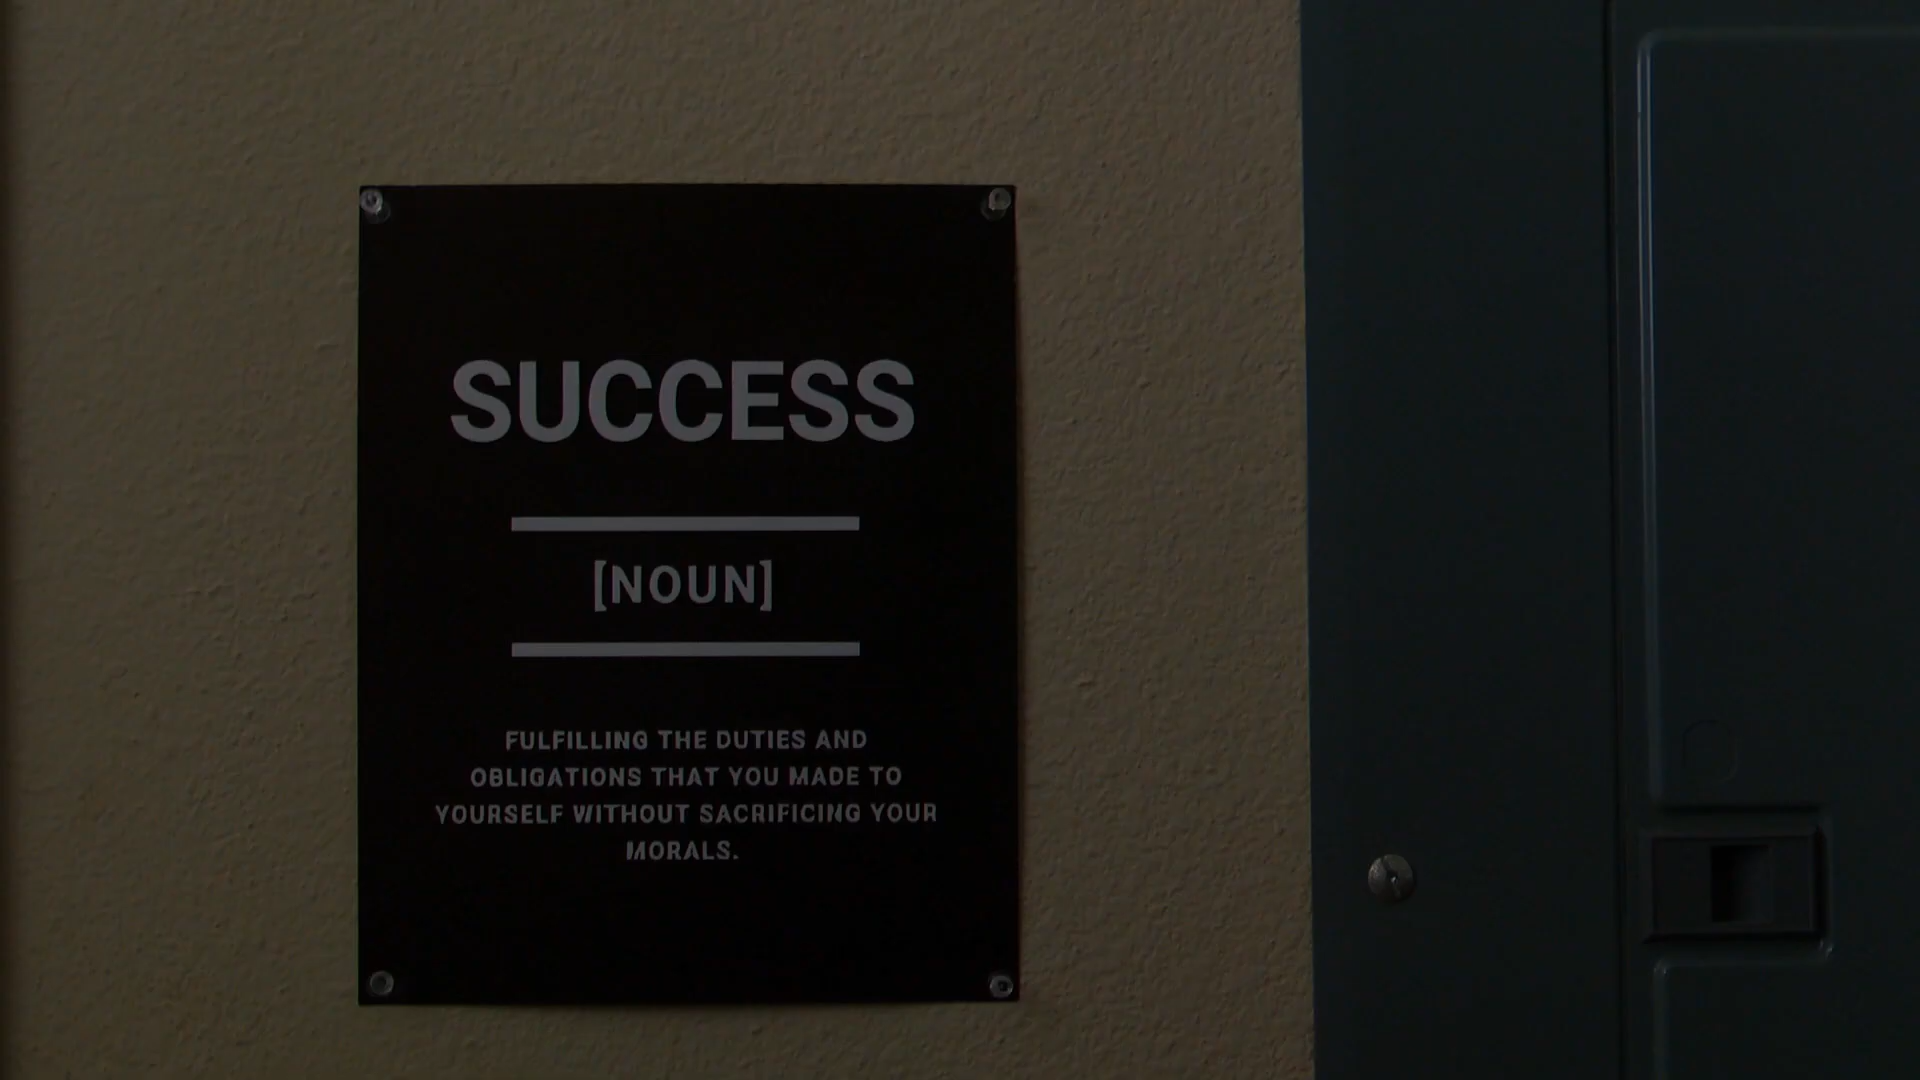 SUCCESS
[NOUN]
FULFILLING THE DUTIES AND
OBLIGATIONS THAT YOU MADE TO
YOURSELF WITHOUT SACRIFICING YOUR
MORALS.